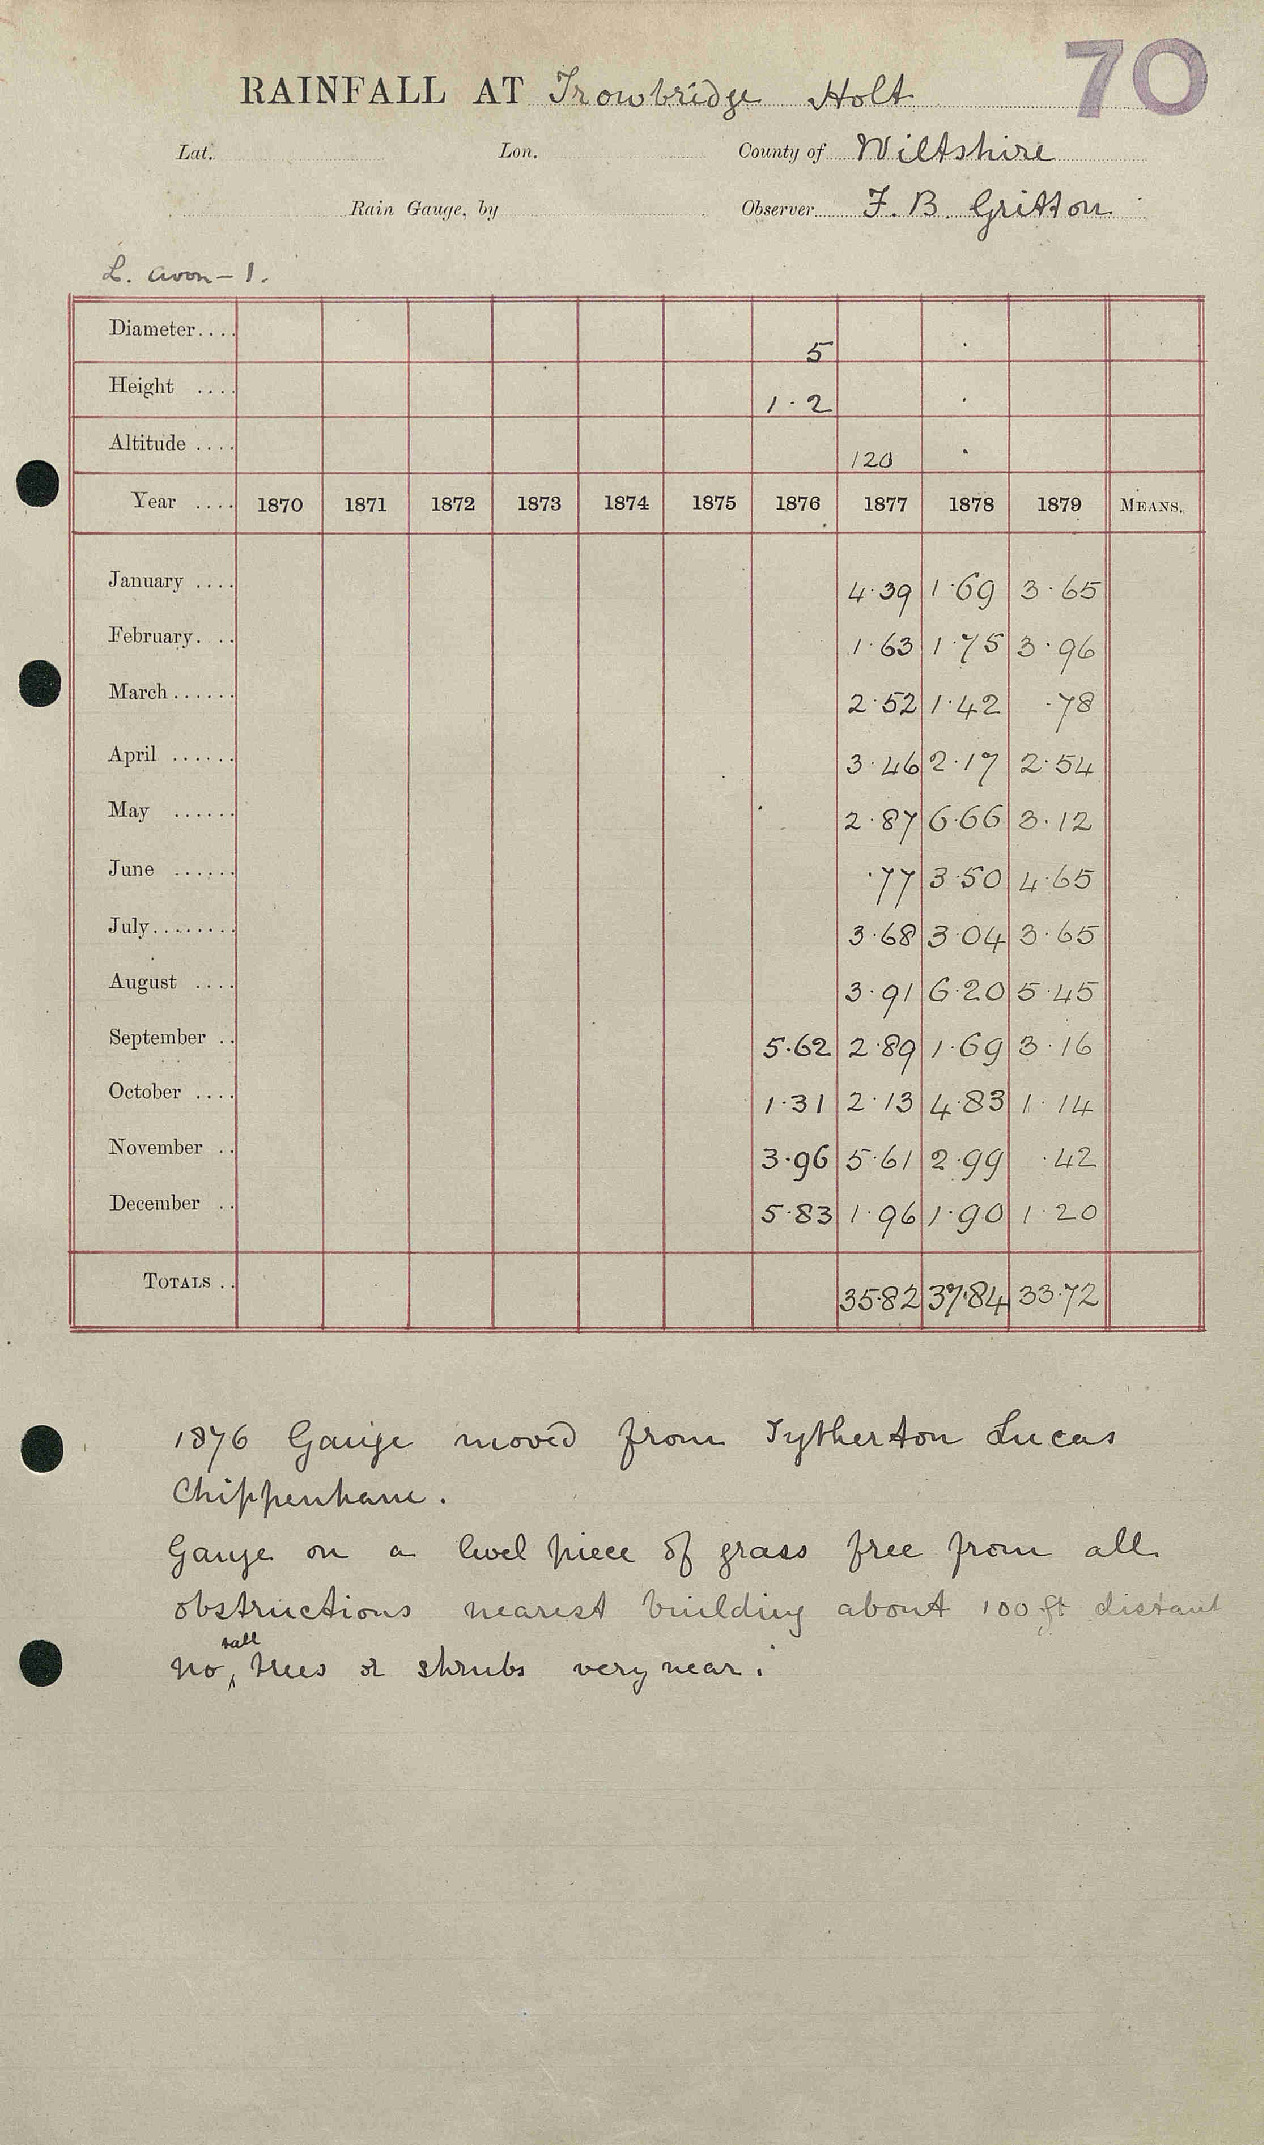 70
RAINFALL AT Trowbridge Holt
Lat. Lon. County of Wiltshire
Rain Gauge, by Observer F. B. Gritton
L. Avon - 1.
Diameter.... 5
Height .... 1.2
Altitude .... 120
Year .... 1870 1871 1872 1873 1874 1875 1876 1877 1878 1879 MEANS.
January .... 4.39 1.69 3.65
February. .. 1.63 1.75 3.96
March...... 2.52 1.42 .78
April ...... 3.46 2.17 2.54
May ...... 2.87 6.66 3.12
June ...... .77 3.50 4.65
July........ 3.68 3.04 3.65
August .... 3.91 6.20 5.45
September .. 5.62 2.89 1.69 3.16
October .... 1.31 2.13 4.83 1.14
November .. 3.96 5.61 2.99 .42
December .. 5.83 1.96 1.90 1.20
TOTALS .. 35.82 37.84 33.72
1876 Gauge moved from Tytherton Lucas
Chippenham.
Gauge on a level piece of grass free from all
obstructions nearest building about 100 ft distant
no tall trees or shrubs very near.